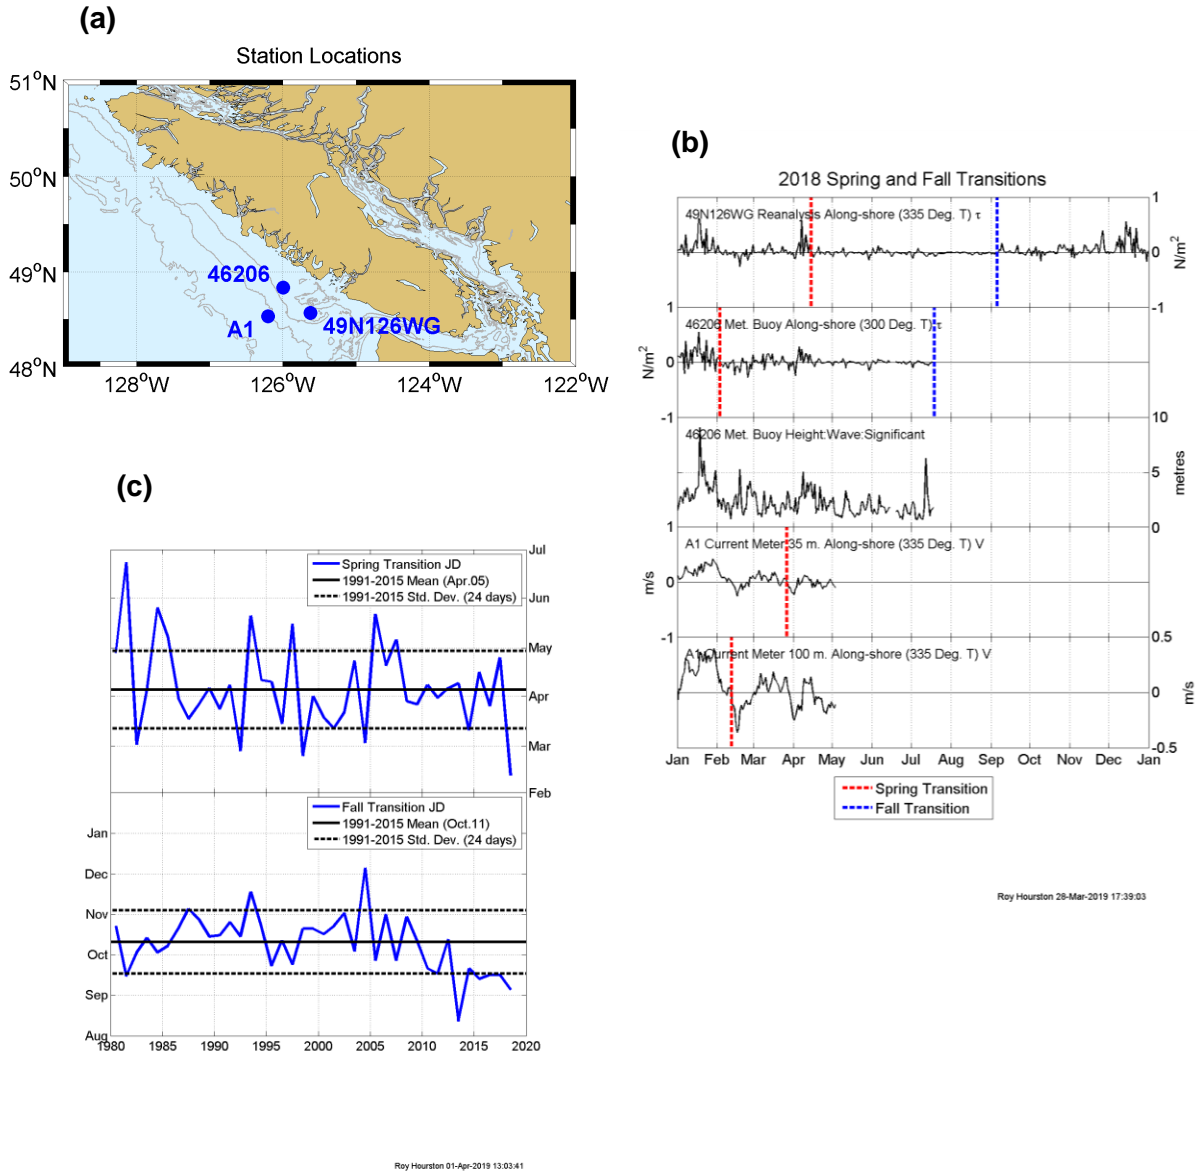 (a)
Station Locations
51°N
50°N
49°N
48°N
128°W
126°W
124°W
122°W
46206
A1
49N126WG
(b)
2018 Spring and Fall Transitions
49N126WG Reanalysis Along-shore (335 Deg. T) τ
1
0
-1
N/m²
46206 Met. Buoy Along-shore (300 Deg. T) τ
1
0
-1
N/m²
46206 Met. Buoy Height:Wave:Significant
10
5
0
metres
A1 Current Meter 35 m. Along-shore (335 Deg. T) V
1
0
-1
m/s
A1 Current Meter 100 m. Along-shore (335 Deg. T) V
0.5
0
-0.5
m/s
Jan Feb Mar Apr May Jun Jul Aug Sep Oct Nov Dec Jan
Spring Transition
Fall Transition
Roy Hourston 28-Mar-2019 17:39:03
(c)
Spring Transition JD
1991-2015 Mean (Apr.05)
1991-2015 Std. Dev. (24 days)
Jul
Jun
May
Apr
Mar
Feb
Fall Transition JD
1991-2015 Mean (Oct.11)
1991-2015 Std. Dev. (24 days)
Jan
Dec
Nov
Oct
Sep
Aug
1980 1985 1990 1995 2000 2005 2010 2015 2020
Roy Hourston 01-Apr-2019 13:03:41